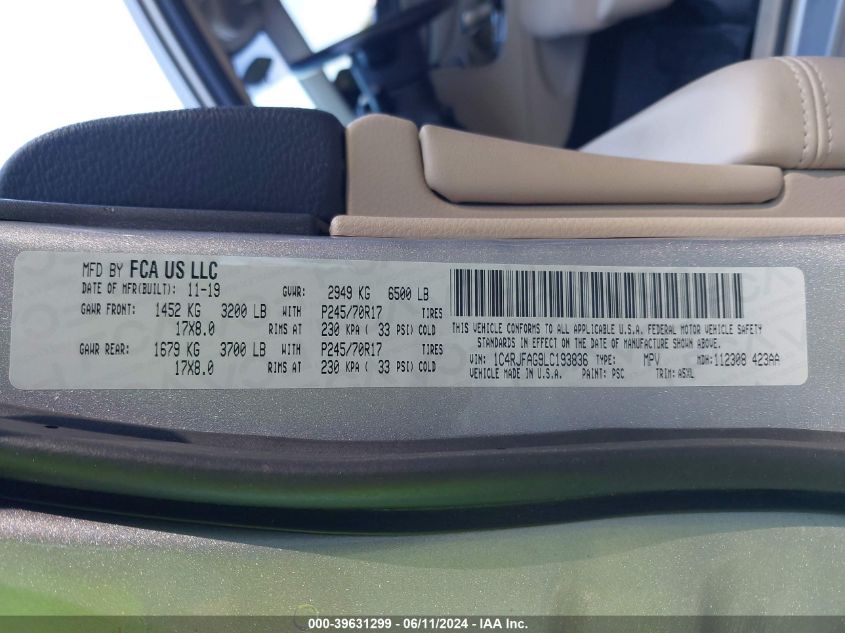 MFD BY FCA US LLC
DATE OF MFR(BUILT): 11-19 GVWR: 2949 KG 6500 LB
GAWR FRONT: 1452 KG 3200 LB WITH P245/70R17 TIRES
17X8.0 RIMS AT 230 KPA ( 33 PSI) COLD
GAWR REAR: 1679 KG 3700 LB WITH P245/70R17 TIRES
17X8.0 RIMS AT 230 KPA ( 33 PSI) COLD
THIS VEHICLE CONFORMS TO ALL APPLICABLE U.S.A. FEDERAL MOTOR VEHICLE SAFETY
STANDARDS IN EFFECT ON THE DATE OF MANUFACTURE SHOWN ABOVE.
VIN: 1C4RJFAG9LC193836 TYPE: MPV MDH: 112308 423AA
VEHICLE MADE IN U.S.A. PAINT: PSC TRIM: A5XL
000-39631299 - 06/11/2024 - IAA Inc.